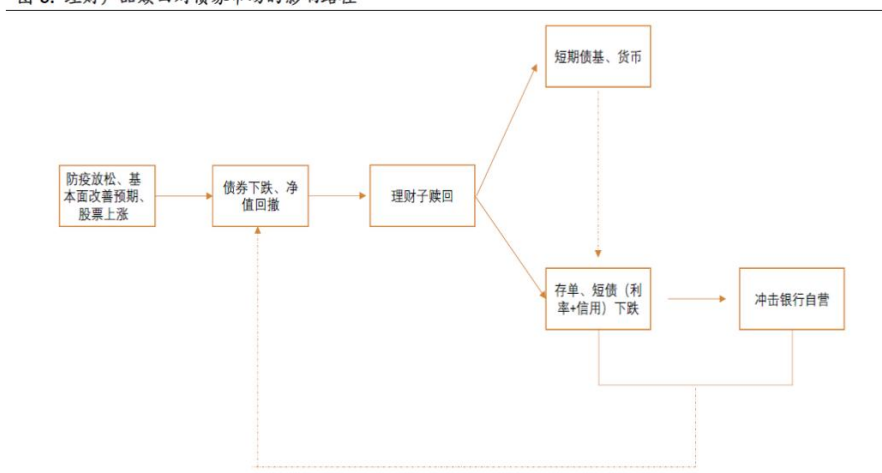 短期债基、货币
防疫放松、基
本面改善预期、
股票上涨
债券下跌、净
值回撤
理财子赎回
存单、短债（利
率+信用）下跌
冲击银行自营